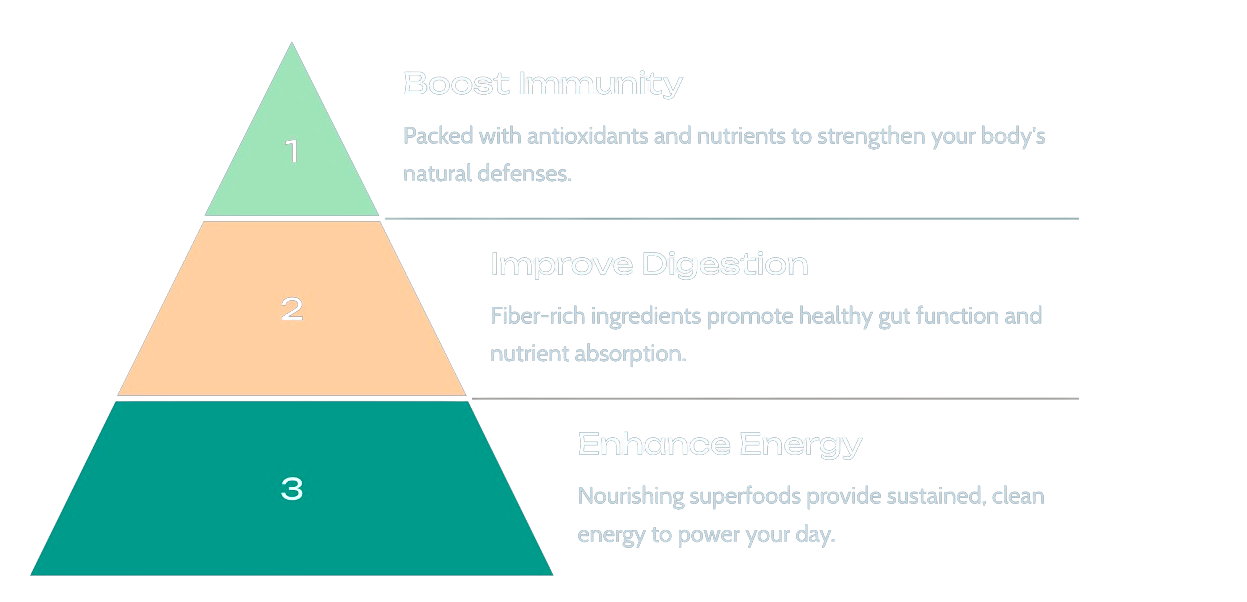 Boost Immunity
1
Packed with antioxidants and nutrients to strengthen your body's
natural defenses.
Improve Digestion
2
Fiber-rich ingredients promote healthy gut function and
nutrient absorption.
Enhance Energy
3
Nourishing superfoods provide sustained, clean
energy to power your day.